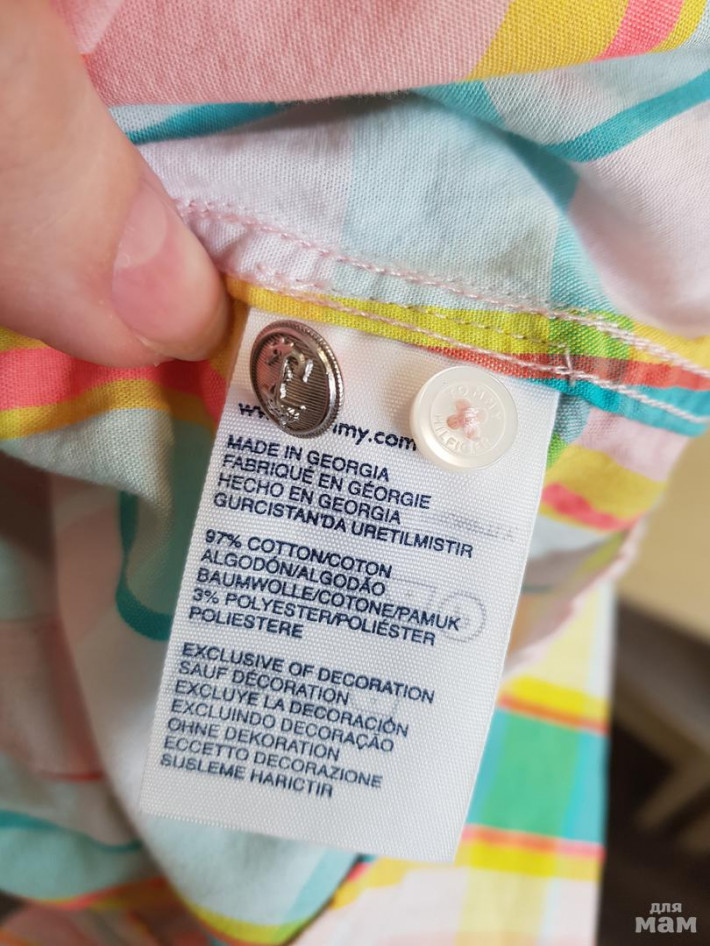 MADE IN GEORGIA
FABRIQUÉ EN GÉORGIE
HECHO EN GEORGIA
GURCISTAN'DA URETILMISTIR
97% COTTON/COTON
ALGODÓN/ALGODÃO
BAUMWOLLE/COTONE/PAMUK
3% POLYESTER/POLIÉSTER
POLIESTERE
EXCLUSIVE OF DECORATION
SAUF DÉCORATION
EXCLUYE LA DECORACIÓN
EXCLUINDO DECORAÇÃO
OHNE DEKORATION
ECCETTO DECORAZIONE
SUSLEME HARICTIR
для
мам